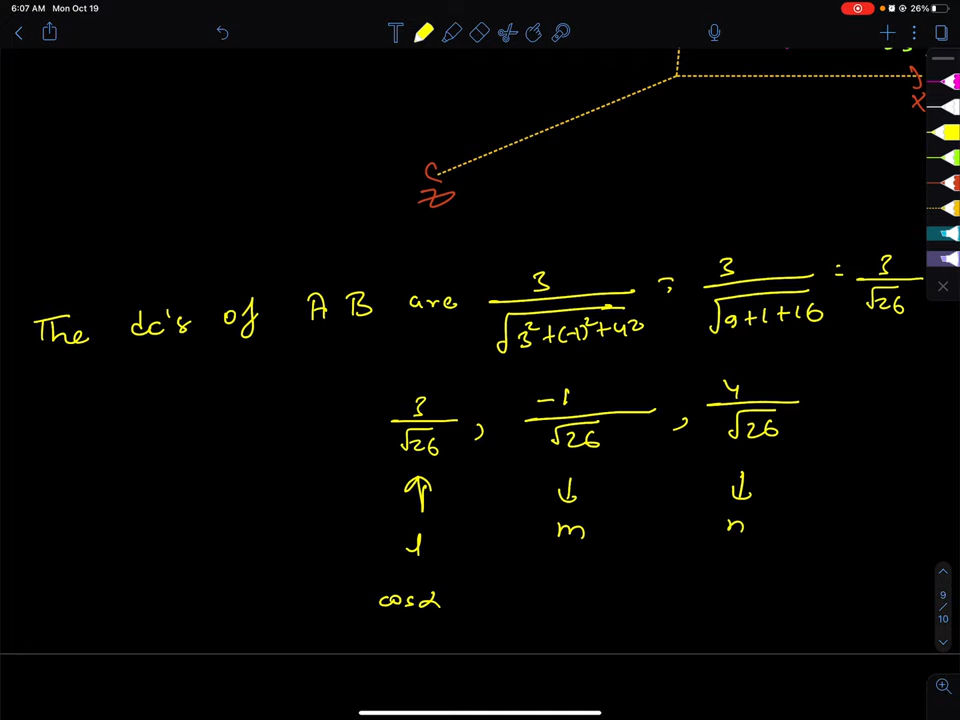 6:07 AM Mon Oct 19 26%
X
Z
The dc's of AB are 3/√(3²+(-1)²+4²) = 3/√(9+1+16) = 3/√26
3/√26 , -1/√26 , 4/√26
↑ ↓ ↓
l m n
cosα
9
/
10